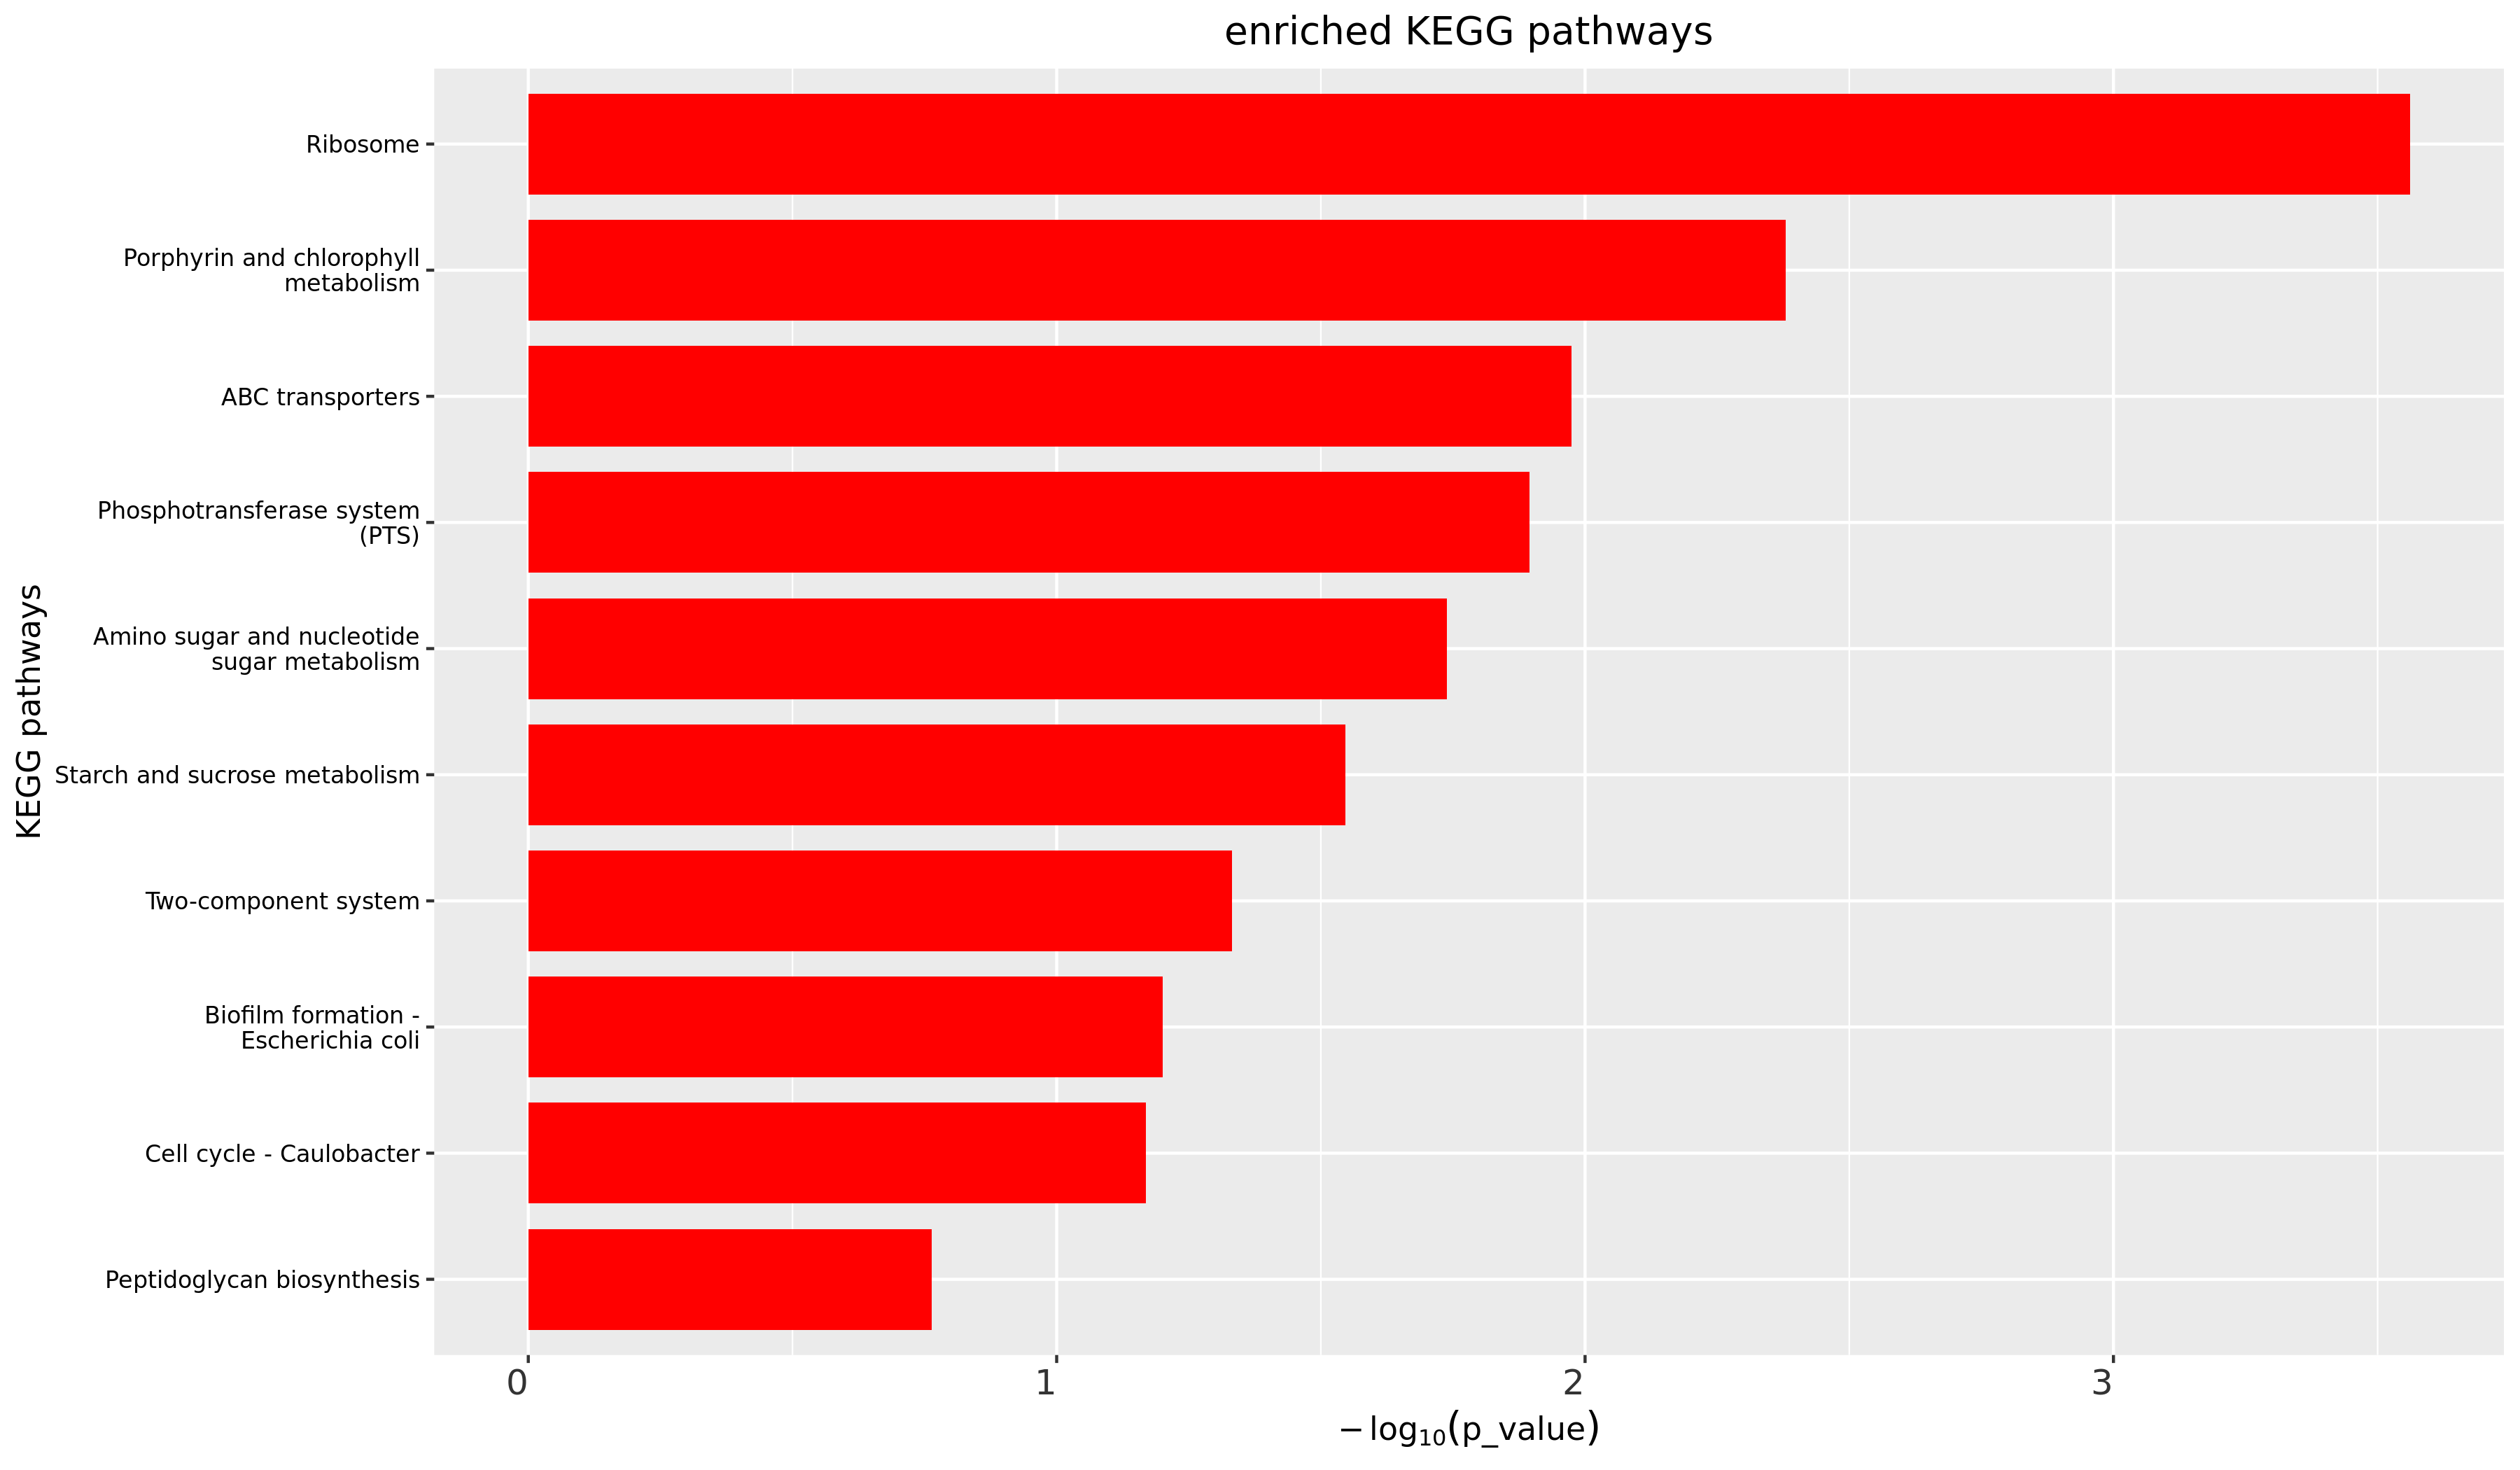 enriched KEGG pathways
Ribosome
Porphyrin and chlorophyll
metabolism
ABC transporters
Phosphotransferase system
(PTS)
Amino sugar and nucleotide
sugar metabolism
Starch and sucrose metabolism
Two-component system
Biofilm formation -
Escherichia coli
Cell cycle - Caulobacter
Peptidoglycan biosynthesis
KEGG pathways
0 1 2 3
−log₁₀(p_value)